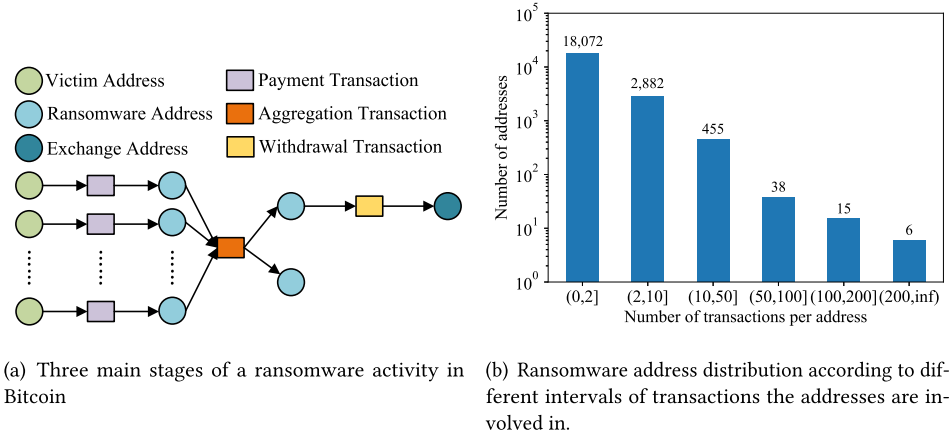 Victim Address
Payment Transaction
Ransomware Address
Aggregation Transaction
Exchange Address
Withdrawal Transaction
(a) Three main stages of a ransomware activity in
Bitcoin
10^5
10^4
10^3
10^2
10^1
10^0
Number of addresses
18,072
2,882
455
38
15
6
(0,2]
(2,10]
(10,50]
(50,100]
(100,200]
(200,inf)
Number of transactions per address
(b) Ransomware address distribution according to dif-
ferent intervals of transactions the addresses are in-
volved in.